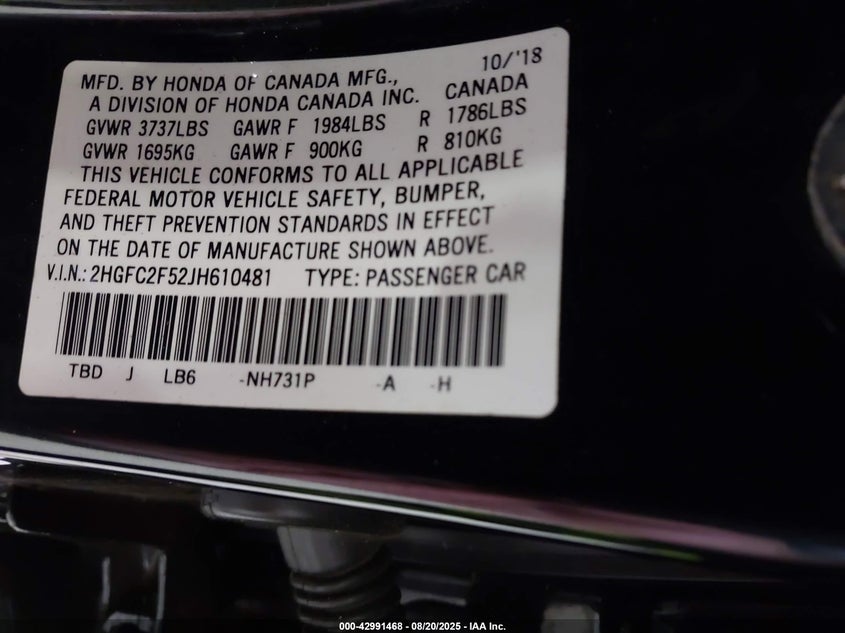 10/'18
MFD. BY HONDA OF CANADA MFG., CANADA
A DIVISION OF HONDA CANADA INC.
GVWR 3737LBS GAWR F 1984LBS R 1786LBS
GVWR 1695KG GAWR F 900KG R 810KG
THIS VEHICLE CONFORMS TO ALL APPLICABLE
FEDERAL MOTOR VEHICLE SAFETY, BUMPER,
AND THEFT PREVENTION STANDARDS IN EFFECT
ON THE DATE OF MANUFACTURE SHOWN ABOVE.
V.I.N.: 2HGFC2F52JH610481 TYPE: PASSENGER CAR
TBD J LB6 -NH731P -A -H
000-42991468 - 08/20/2025 - IAA Inc.